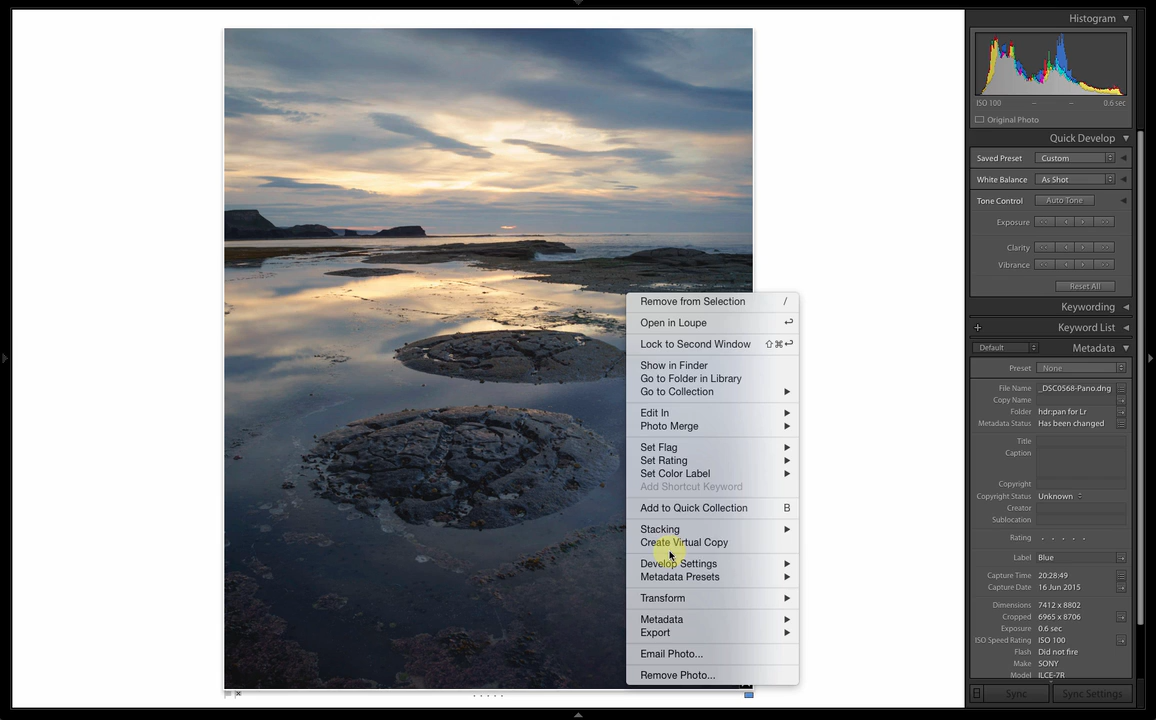 Histogram
ISO 100 – – 0.6 sec
Original Photo
Quick Develop
Saved Preset Custom
White Balance As Shot
Tone Control Auto Tone
Exposure
Clarity
Vibrance
Reset All
Keywording
Keyword List
Default Metadata
Preset None
File Name _DSC0568-Pano.dng
Copy Name
Folder hdr:pan for Lr
Metadata Status Has been changed
Title
Caption
Copyright
Copyright Status Unknown
Creator
Sublocation
Rating
Label Blue
Capture Time 20:28:49
Capture Date 16 Jun 2015
Dimensions 7412 x 8802
Cropped 6965 x 8706
Exposure 0.6 sec
ISO Speed Rating ISO 100
Flash Did not fire
Make SONY
Model ILCE-7R
Sync Sync Settings
Remove from Selection /
Open in Loupe ↩
Lock to Second Window ⇧⌘↩
Show in Finder
Go to Folder in Library
Go to Collection
Edit In
Photo Merge
Set Flag
Set Rating
Set Color Label
Add Shortcut Keyword
Add to Quick Collection B
Stacking
Create Virtual Copy
Develop Settings
Metadata Presets
Transform
Metadata
Export
Email Photo...
Remove Photo...